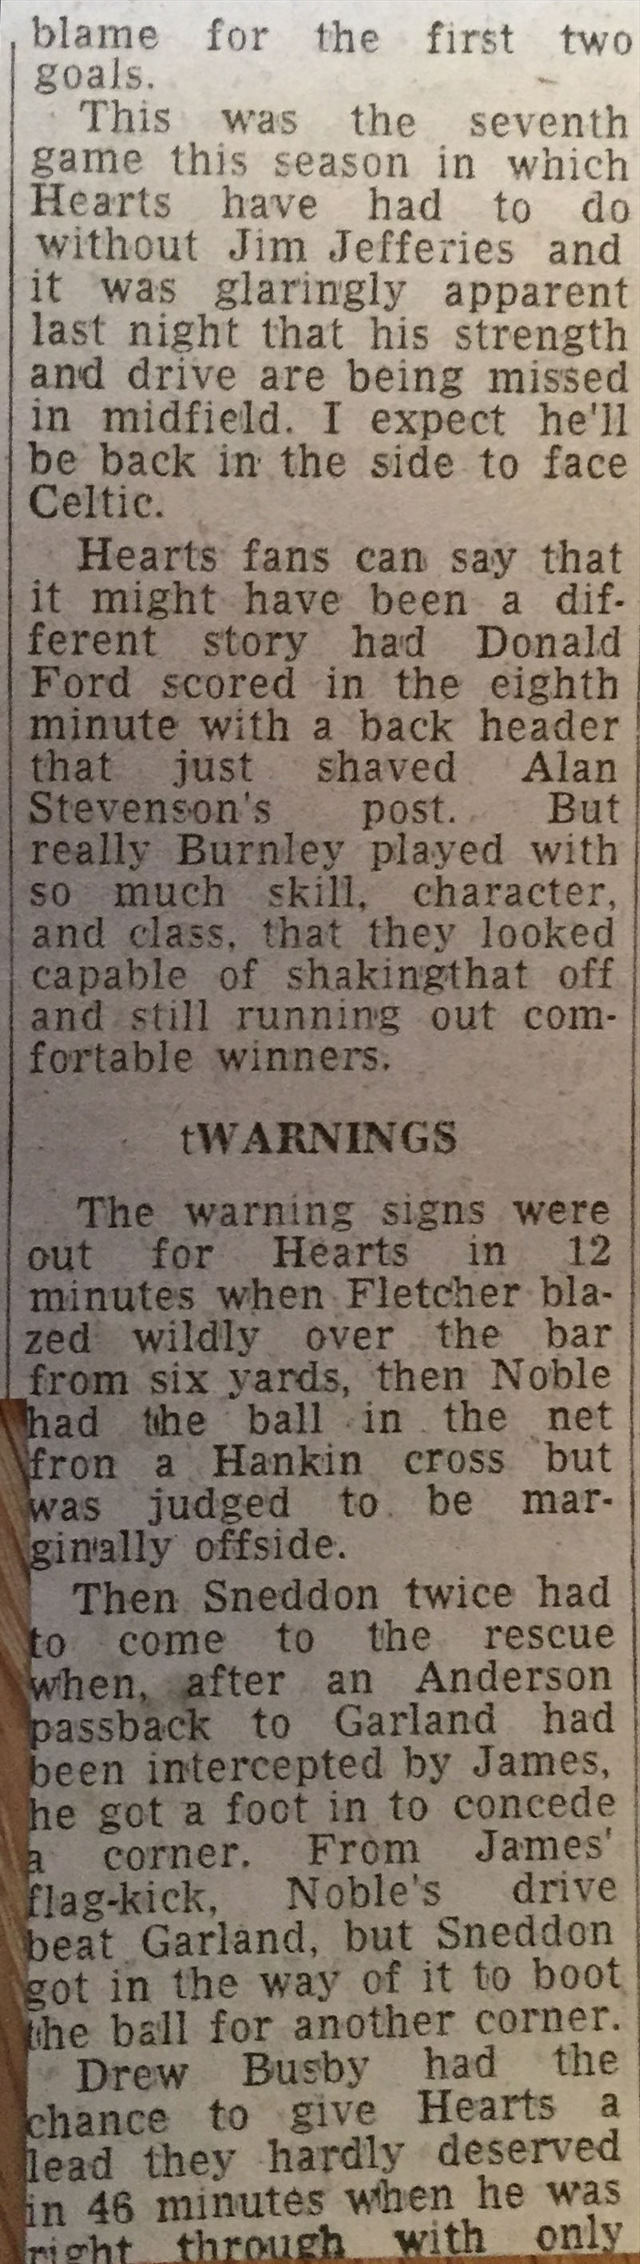 blame for the first two
goals.
This was the seventh
game this season in which
Hearts have had to do
without Jim Jefferies and
it was glaringly apparent
last night that his strength
and drive are being missed
in midfield. I expect he'll
be back in the side to face
Celtic.
Hearts fans can say that
it might have been a dif-
ferent story had Donald
Ford scored in the eighth
minute with a back header
that just shaved Alan
Stevenson's post. But
really Burnley played with
so much skill, character,
and class, that they looked
capable of shakingthat off
and still running out com-
fortable winners.
tWARNINGS
The warning signs were
out for Hearts in 12
minutes when Fletcher bla-
zed wildly over the bar
from six yards, then Noble
had the ball in the net
fron a Hankin cross but
was judged to be mar-
ginally offside.
Then Sneddon twice had
to come to the rescue
when, after an Anderson
passback to Garland had
been intercepted by James,
he got a foot in to concede
a corner. From James'
flag-kick, Noble's drive
beat Garland, but Sneddon
got in the way of it to boot
the ball for another corner.
Drew Busby had the
chance to give Hearts a
lead they hardly deserved
in 46 minutes when he was
right through with only